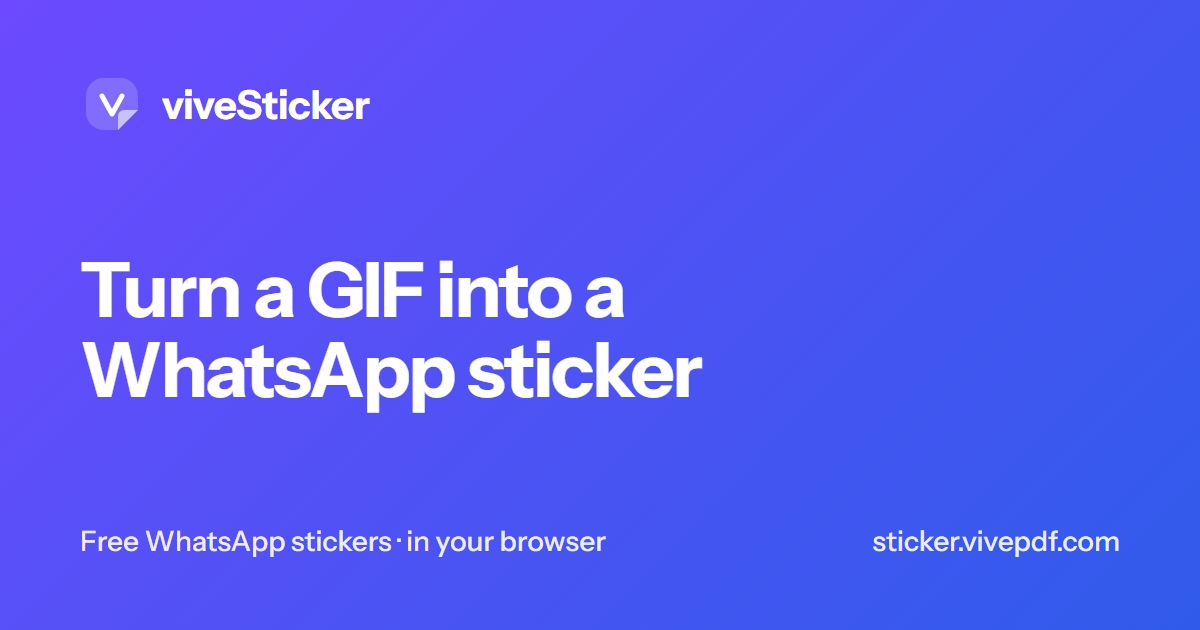 viveSticker
Turn a GIF into a
WhatsApp sticker
Free WhatsApp stickers · in your browser
sticker.vivepdf.com